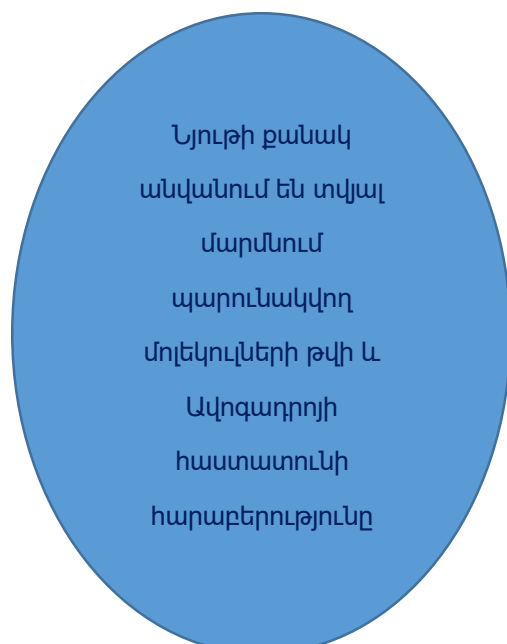 Նյութի քանակ
անվանում են տվյալ
մարմնում
պարունակվող
մոլեկուլների թվի և
Ավոգադրոյի
հաստատունի
հարաբերությունը